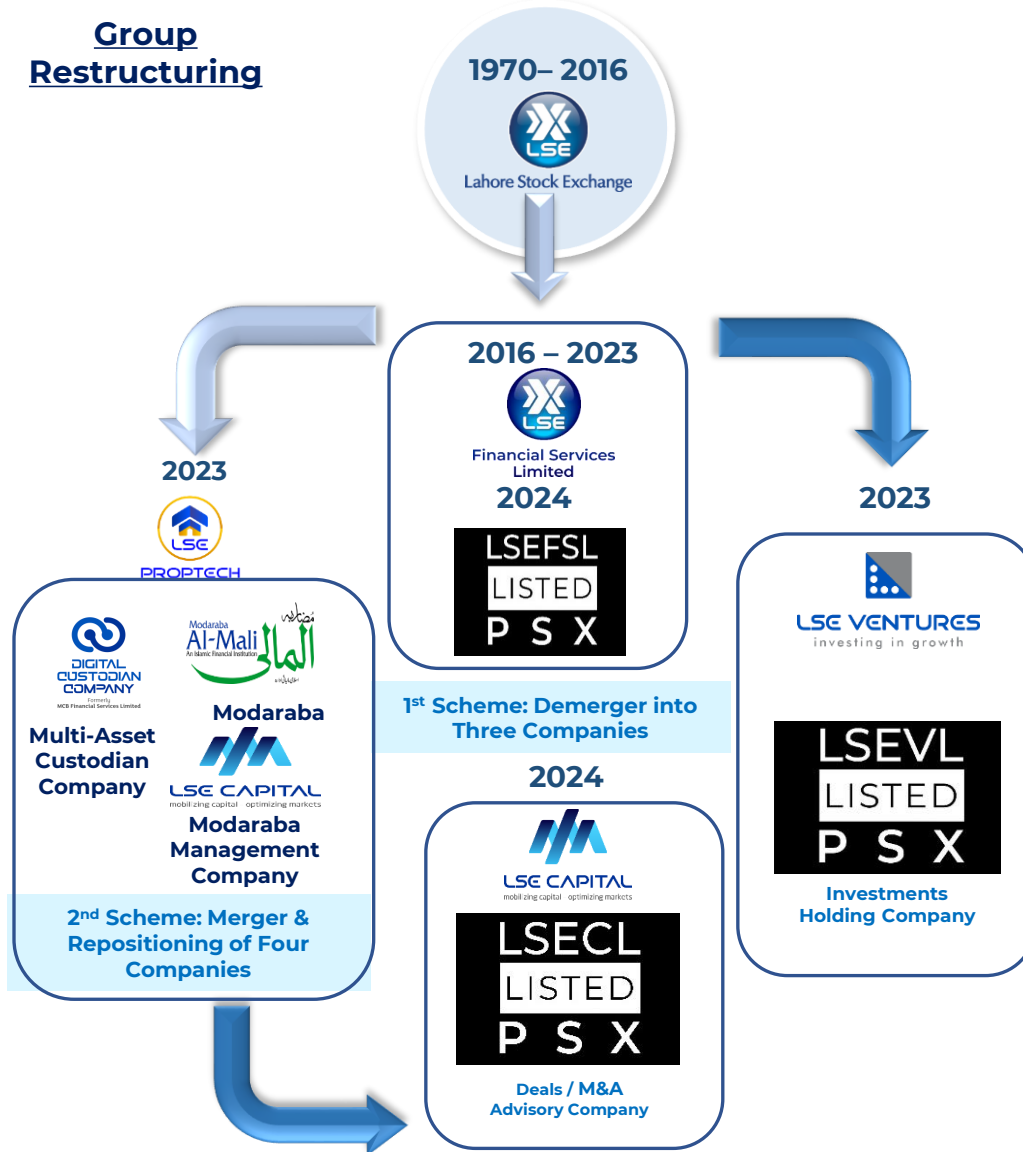 Group
Restructuring
1970– 2016
LSE
Lahore Stock Exchange
2016 – 2023
LSE
Financial Services
Limited
2024
LSEFSL
LISTED
P S X
1st Scheme: Demerger into
Three Companies
2023
LSE
PROPTECH
DIGITAL
CUSTODIAN
COMPANY
Formerly
MCB Financial Services Limited
Multi-Asset
Custodian
Company
مُضاربہ
Modaraba
Al-Mali
المالی
An Islamic Financial Institution
Modaraba
LSE CAPITAL
mobilizing capital optimizing markets
Modaraba
Management
Company
2nd Scheme: Merger &
Repositioning of Four
Companies
2024
LSE CAPITAL
mobilizing capital optimizing markets
LSECL
LISTED
P S X
Deals / M&A
Advisory Company
2023
LSE VENTURES
investing in growth
LSEVL
LISTED
P S X
Investments
Holding Company